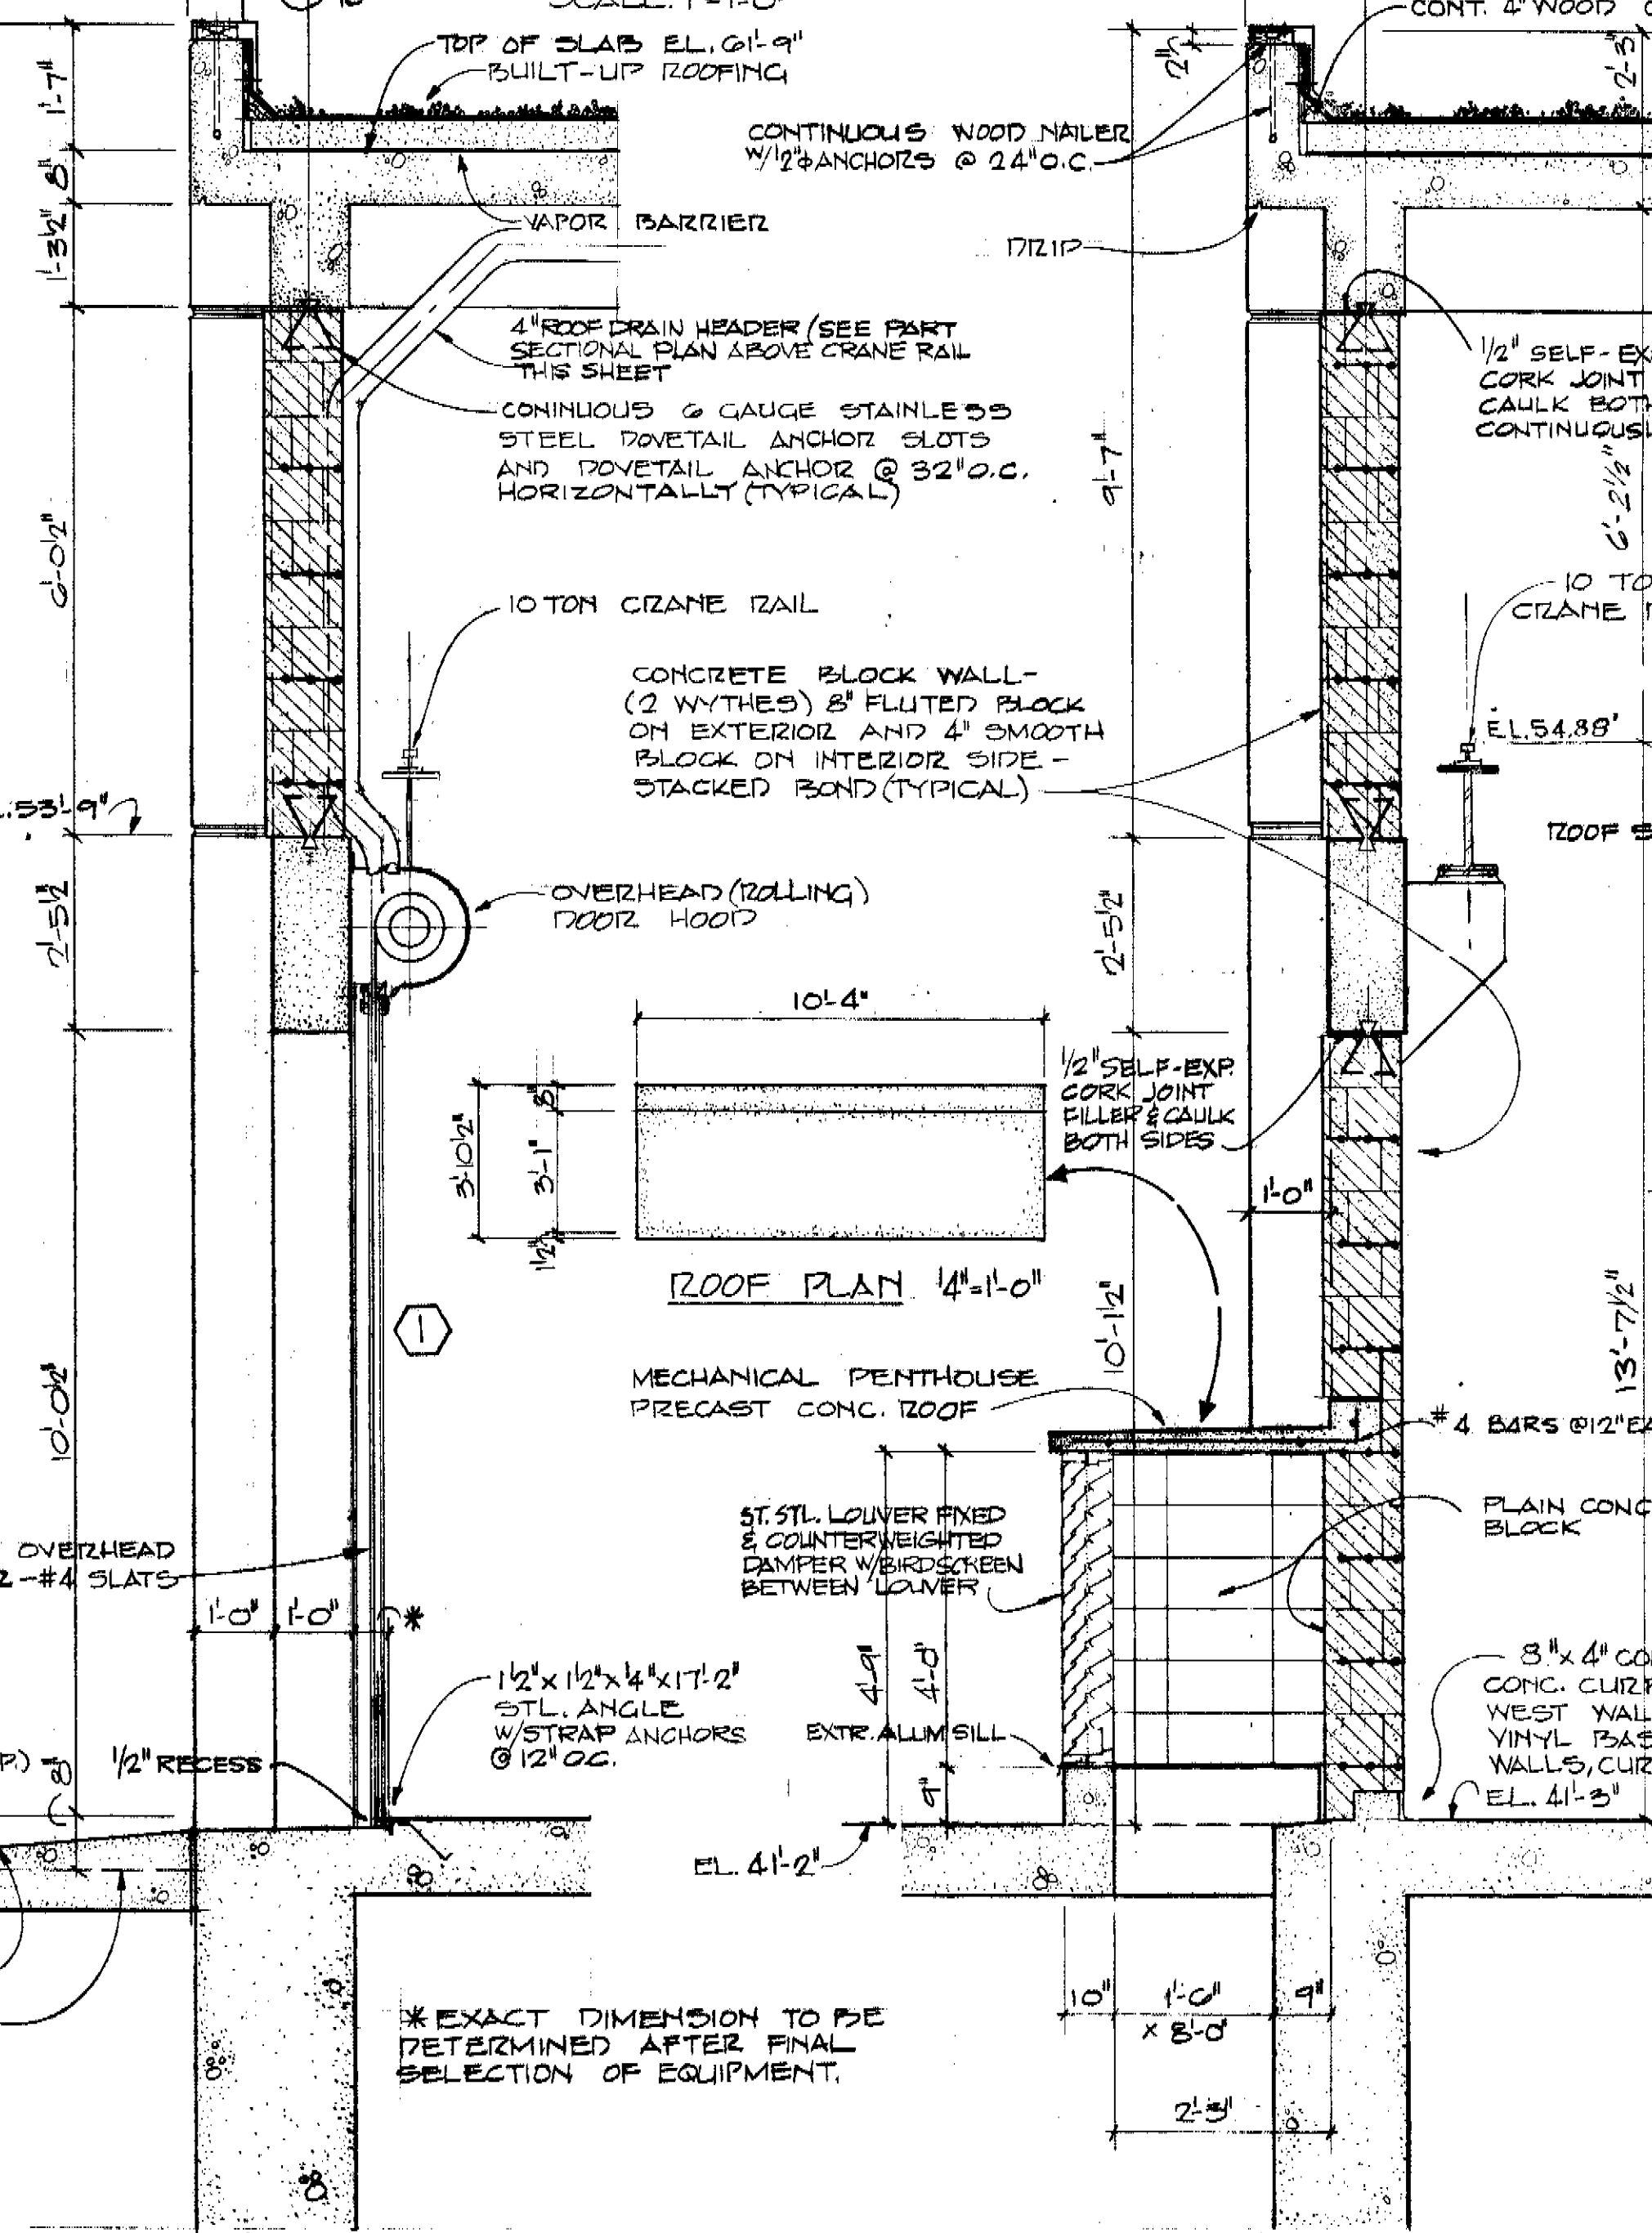 TOP OF SLAB EL. 61'-9"
BUILT-UP ROOFING
CONT. 4" WOOD
1'-7"
8"
1'-3½"
6'-0½"
2'-5½
10'-0½"
8"
2"
2'-3"
CONTINUOUS WOOD NAILER
W/½"φ ANCHORS @ 24" O.C.
VAPOR BARRIER
DRIP
4" ROOF DRAIN HEADER (SEE PART
SECTIONAL PLAN ABOVE CRANE RAIL
THIS SHEET
CONINUOUS 6 GAUGE STAINLESS
STEEL DOVETAIL ANCHOR SLOTS
AND DOVETAIL ANCHOR @ 32" O.C.
HORIZONTALLY (TYPICAL)
1/2" SELF-EX
CORK JOINT
CAULK BOTH
CONTINUOUSL
9'-7"
6'-2½"
10 TON CRANE RAIL
10 TO
CRANE
CONCRETE BLOCK WALL-
(2 WYTHES) 8" FLUTED BLOCK
ON EXTERIOR AND 4" SMOOTH
BLOCK ON INTERIOR SIDE -
STACKED BOND (TYPICAL)
EL. 54.88'
.53'-9"
ROOF S
OVERHEAD (ROLLING)
DOOR HOOD
2'-5½"
10'-4"
3'-10½"
8"
3'-1"
1½"
1/2" SELF-EXP.
CORK JOINT
FILLER & CAULK
BOTH SIDES
1'-0"
ROOF PLAN ¼"=1'-0"
1
10'-1½"
13'-7½"
MECHANICAL PENTHOUSE
PRECAST CONC. ROOF
#4 BARS @12" EA
ST. STL. LOUVER FIXED
& COUNTERWEIGHTED
DAMPER W/BIRDSCREEN
BETWEEN LOUVER
PLAIN CONC
BLOCK
OVERHEAD
2-#4 SLATS
1'-0" 1'-0" *
4'-9"
4'-0"
9"
1½" x 1½" x ¼" x 17'-2"
STL. ANGLE
W/STRAP ANCHORS
@ 12" O.C.
EXTR. ALUM SILL
8" x 4" CO
CONC. CURB
WEST WAL
VINYL BAS
WALLS, CUR
EL. 41'-3"
P.)
1/2" RECESS
EL. 41'-2"
10" 1'-6" 9"
x 8'-0"
2'-3"
* EXACT DIMENSION TO BE
DETERMINED AFTER FINAL
SELECTION OF EQUIPMENT.